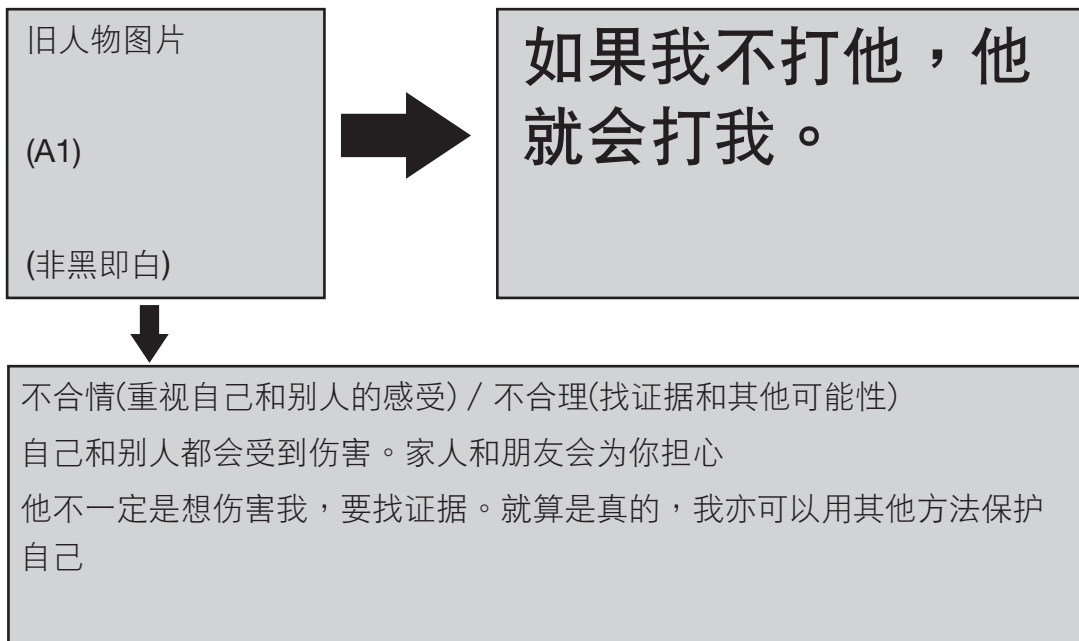 旧人物图片
(A1)
(非黑即白)
如果我不打他，他
就会打我。
不合情(重视自己和别人的感受) / 不合理(找证据和其他可能性)
自己和别人都会受到伤害。家人和朋友会为你担心
他不一定是想伤害我，要找证据。就算是真的，我亦可以用其他方法保护
自己